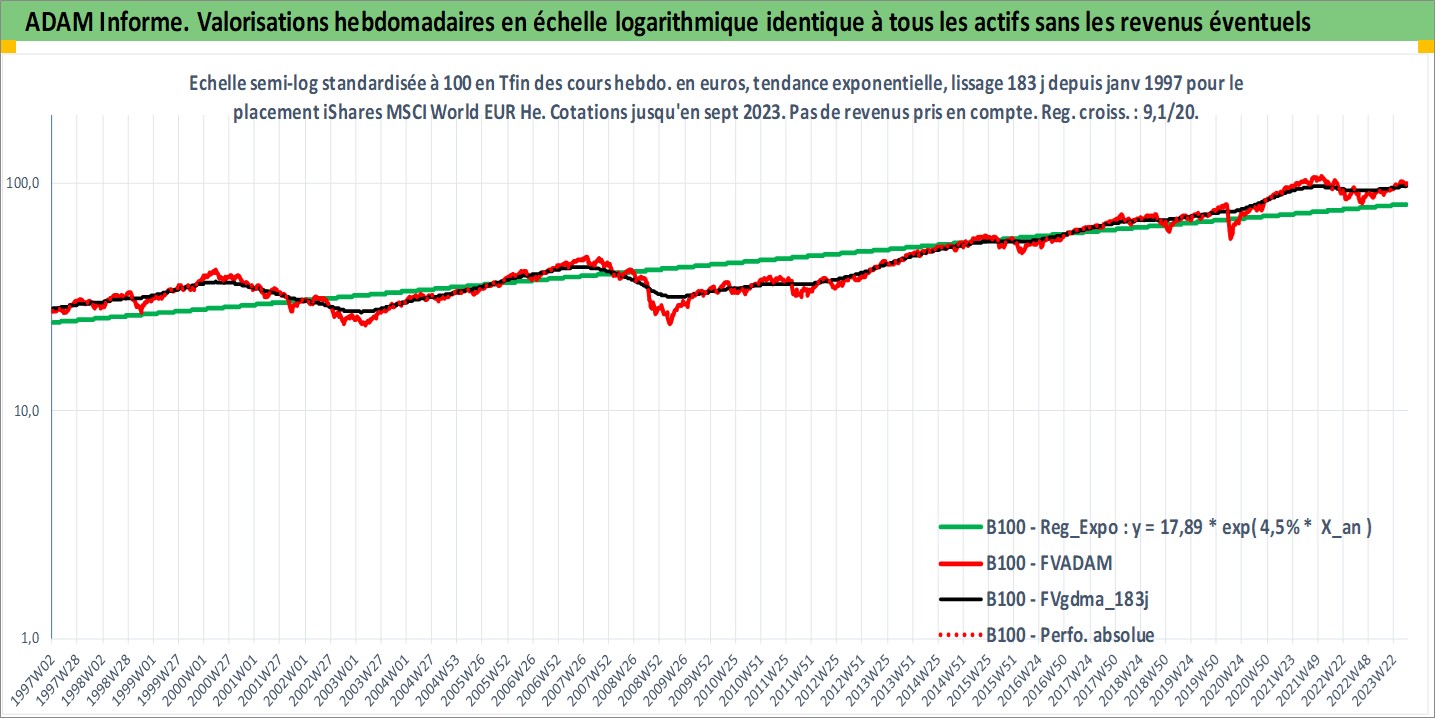 ADAM Informe. Valorisations hebdomadaires en échelle logarithmique identique à tous les actifs sans les revenus éventuels
Echelle semi-log standardisée à 100 en Tfin des cours hebdo. en euros, tendance exponentielle, lissage 183 j depuis janv 1997 pour le
placement iShares MSCI World EUR He. Cotations jusqu'en sept 2023. Pas de revenus pris en compte. Reg. croiss. : 9,1/20.
100,0
10,0
1,0
B100 - Reg_Expo : y = 17,89 * exp( 4,5% * X_an )
B100 - FVADAM
B100 - FVgdma_183j
B100 - Perfo. absolue
1997W02
1997W28
1998W02
1998W28
1999W01
1999W27
2000W01
2000W27
2001W01
2001W27
2002W01
2002W27
2003W01
2003W27
2004W01
2004W27
2004W53
2005W26
2005W52
2006W26
2006W52
2007W26
2007W52
2008W26
2008W52
2009W26
2009W52
2010W25
2010W51
2011W25
2011W51
2012W25
2012W51
2013W25
2013W51
2014W25
2014W51
2015W25
2015W51
2016W24
2016W50
2017W24
2017W50
2018W24
2018W50
2019W24
2019W50
2020W24
2020W50
2021W23
2021W49
2022W22
2022W48
2023W22